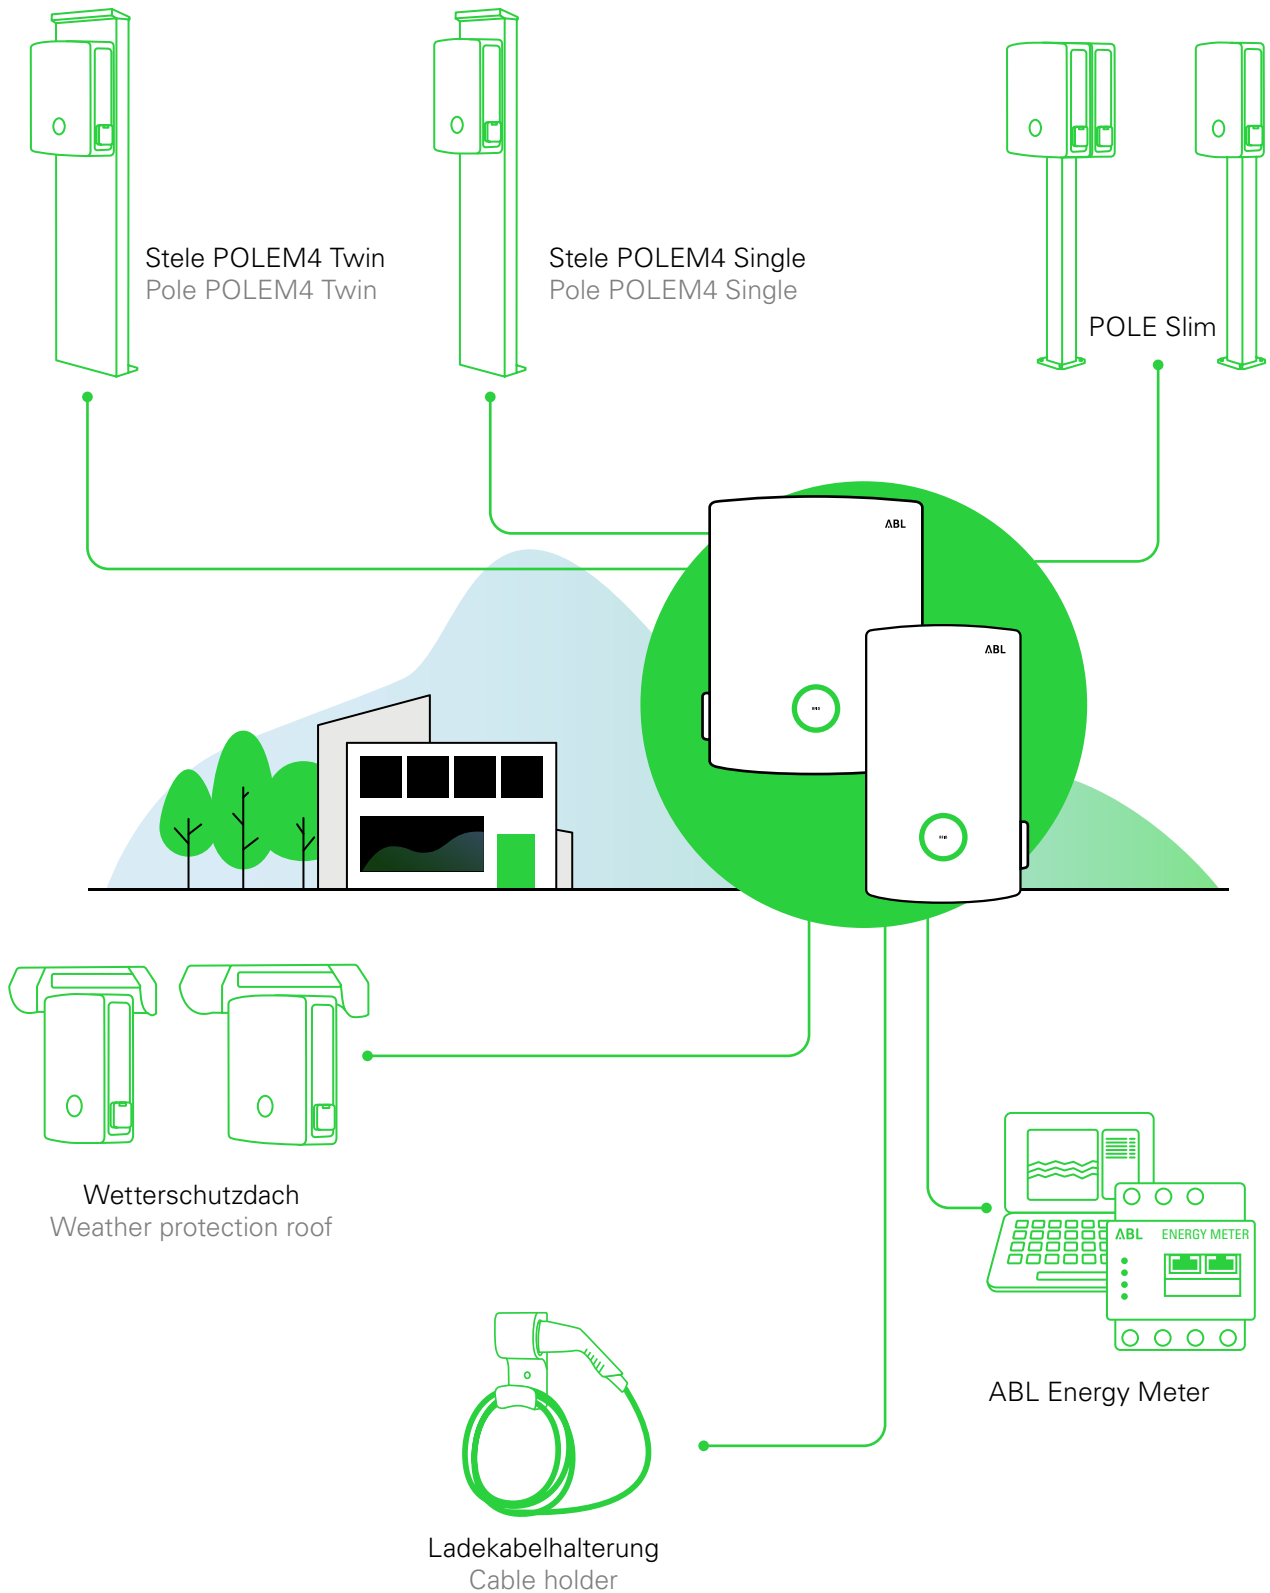 Stele POLEM4 Twin
Pole POLEM4 Twin
Stele POLEM4 Single
Pole POLEM4 Single
POLE Slim
ABL
ABL
Wetterschutzdach
Weather protection roof
ABL ENERGY METER
ABL Energy Meter
Ladekabelhalterung
Cable holder